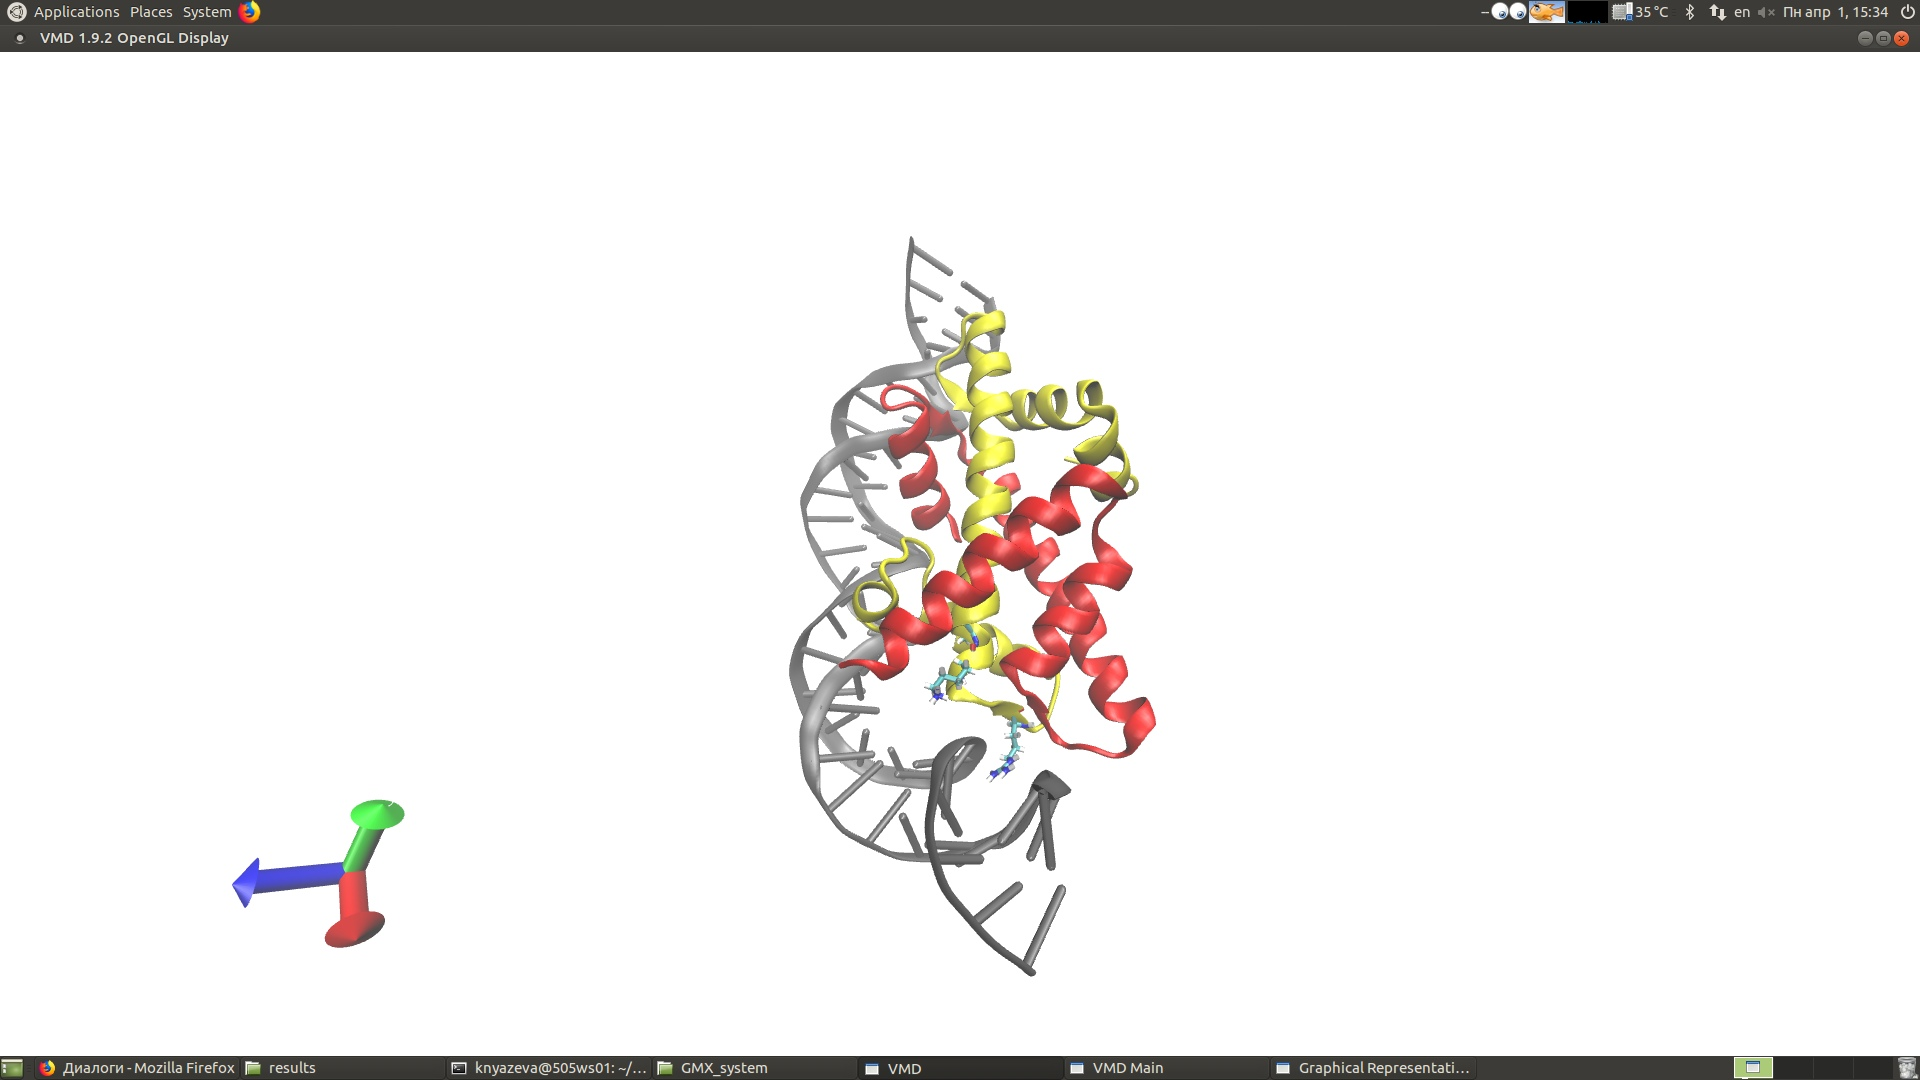 Applications Places System 35 °C en Пн апр 1, 15:34
VMD 1.9.2 OpenGL Display
Диалоги - Mozilla Firefox results knyazeva@505ws01: ~/... GMX_system VMD VMD Main Graphical Representati...